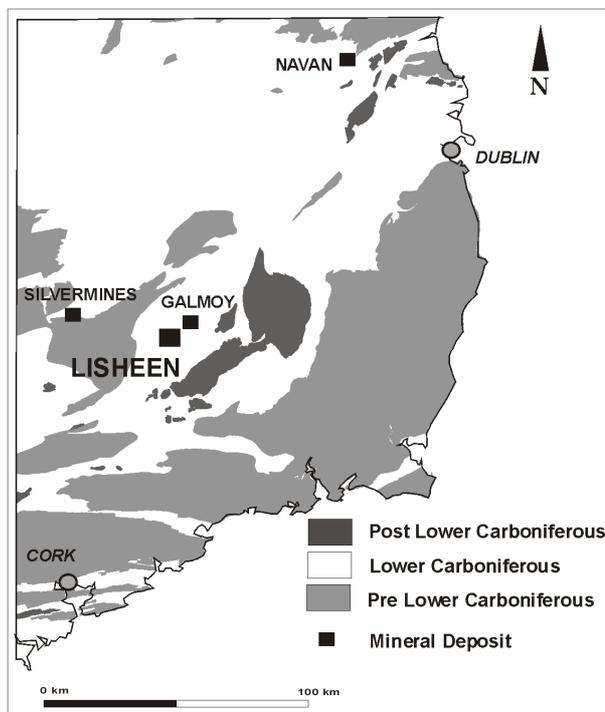 NAVAN
N
DUBLIN
SILVERMINES
GALMOY
LISHEEN
Post Lower Carboniferous
Lower Carboniferous
CORK
Pre Lower Carboniferous
Mineral Deposit
0 km 100 km